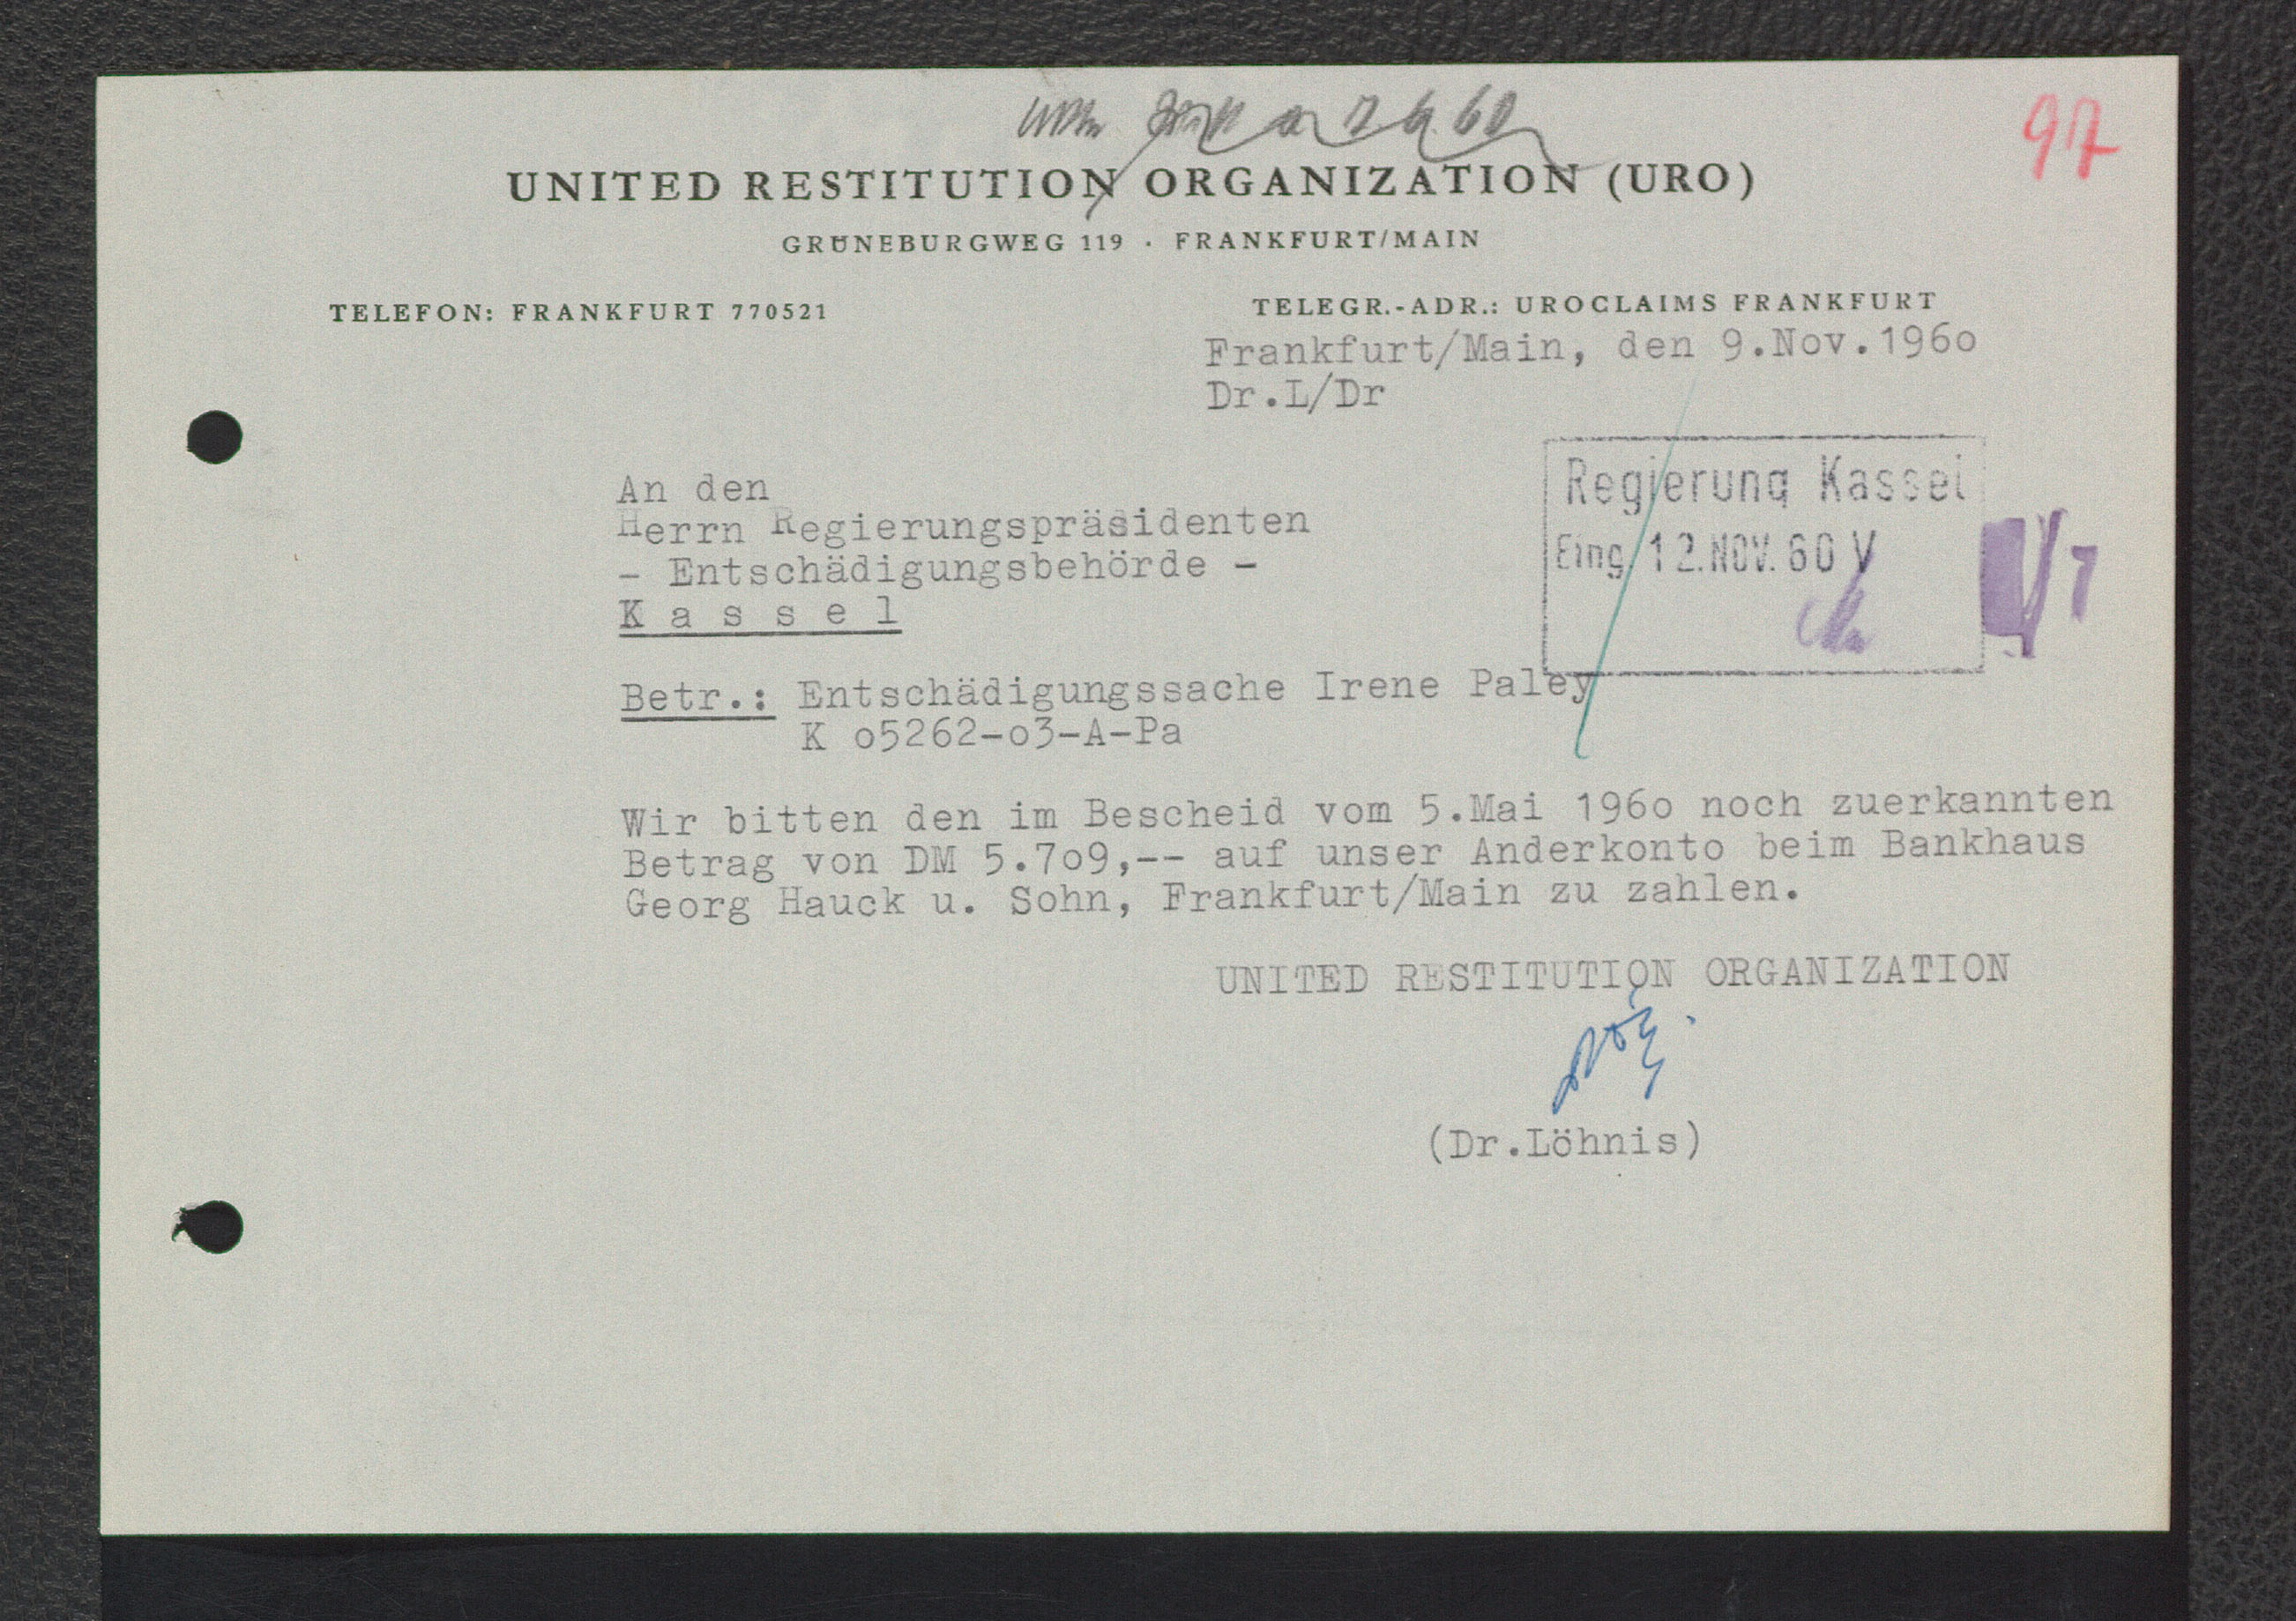 97
UNITED RESTITUTION ORGANIZATION (URO)
GRÜNEBURGWEG 119 · FRANKFURT/MAIN
TELEFON: FRANKFURT 770521
TELEGR.-ADR.: UROCLAIMS FRANKFURT
Frankfurt/Main, den 9.Nov.196o
Dr.L/Dr
Regierung Kassel
Eing. 12.NOV.60 V
An den
Herrn Regierungspräsidenten
- Entschädigungsbehörde -
K a s s e l
Betr.: Entschädigungssache Irene Paley
K o5262-o3-A-Pa
Wir bitten den im Bescheid vom 5.Mai 196o noch zuerkannten
Betrag von DM 5.7o9,-- auf unser Anderkonto beim Bankhaus
Georg Hauck u. Sohn, Frankfurt/Main zu zahlen.
UNITED RESTITUTION ORGANIZATION
(Dr.Löhnis)